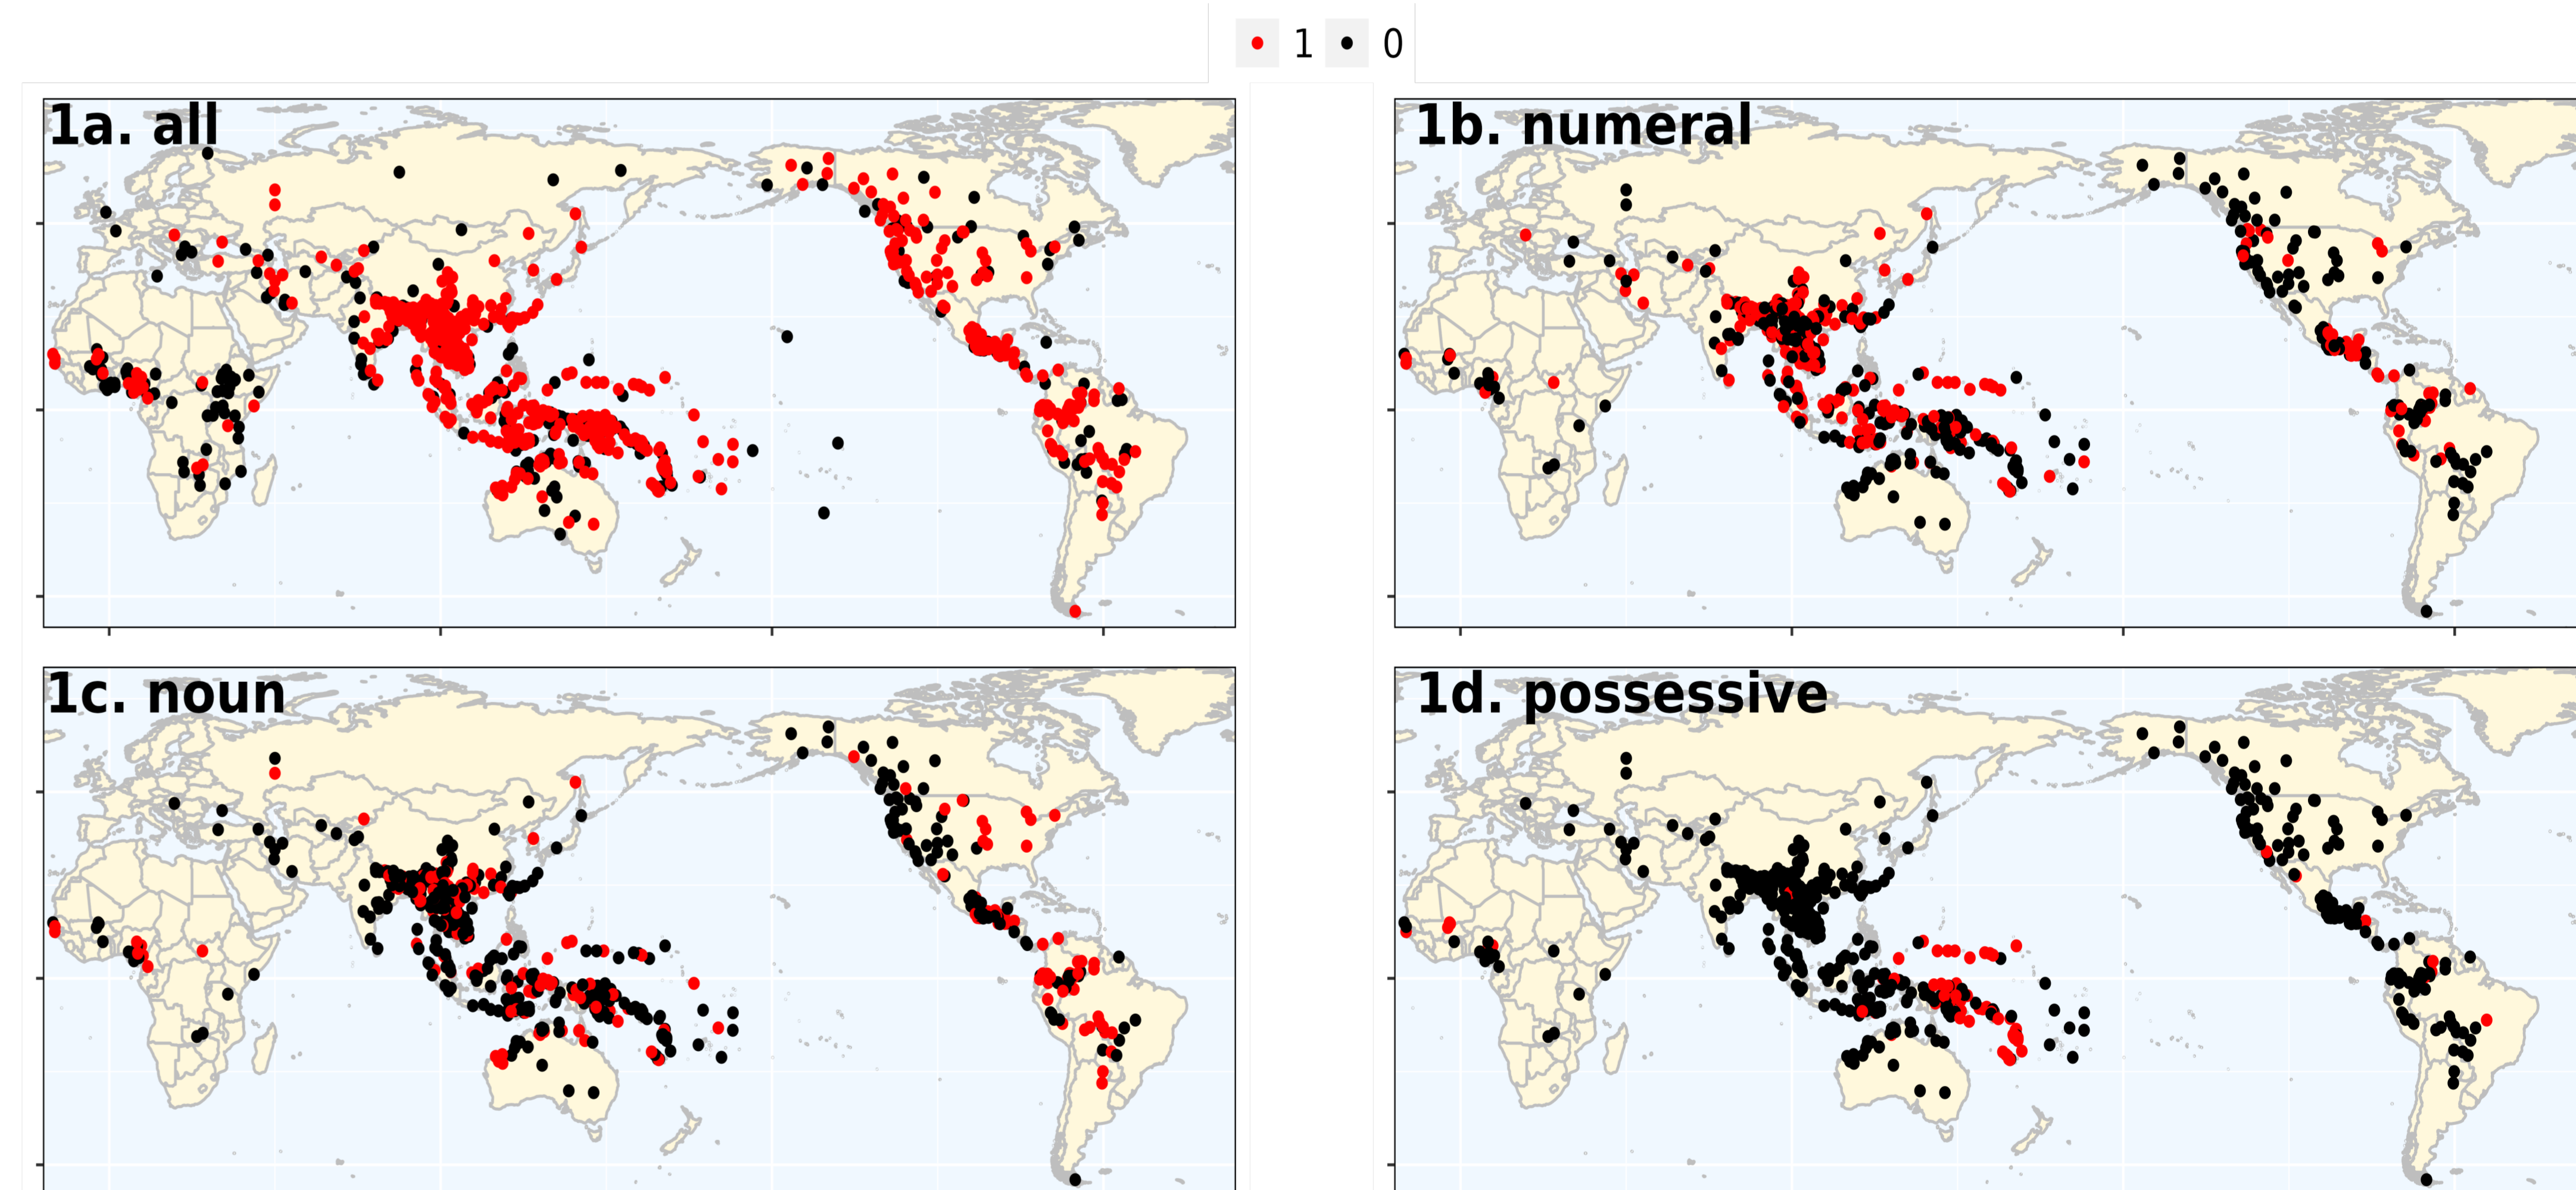 1 0
1a. all
1b. numeral
1c. noun
1d. possessive